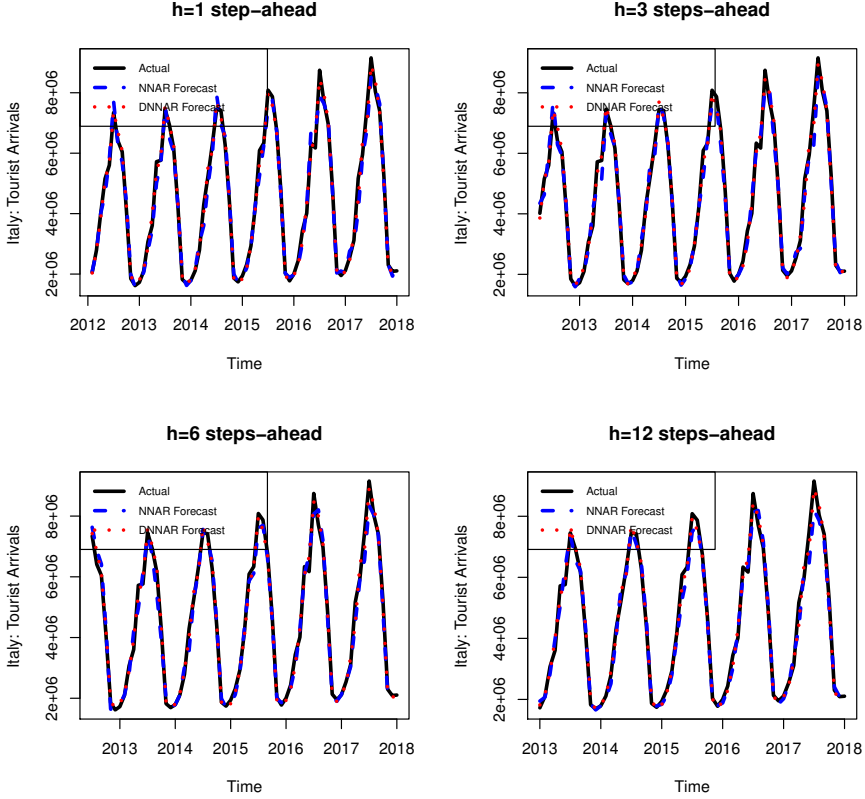 h=1 step−ahead
Italy: Tourist Arrivals
8e+06
6e+06
4e+06
2e+06
Actual
NNAR Forecast
DNNAR Forecast
2012 2013 2014 2015 2016 2017 2018
Time
h=3 steps−ahead
Italy: Tourist Arrivals
8e+06
6e+06
4e+06
2e+06
Actual
NNAR Forecast
DNNAR Forecast
2013 2014 2015 2016 2017 2018
Time
h=6 steps−ahead
Italy: Tourist Arrivals
8e+06
6e+06
4e+06
2e+06
Actual
NNAR Forecast
DNNAR Forecast
2013 2014 2015 2016 2017 2018
Time
h=12 steps−ahead
Italy: Tourist Arrivals
8e+06
6e+06
4e+06
2e+06
Actual
NNAR Forecast
DNNAR Forecast
2013 2014 2015 2016 2017 2018
Time